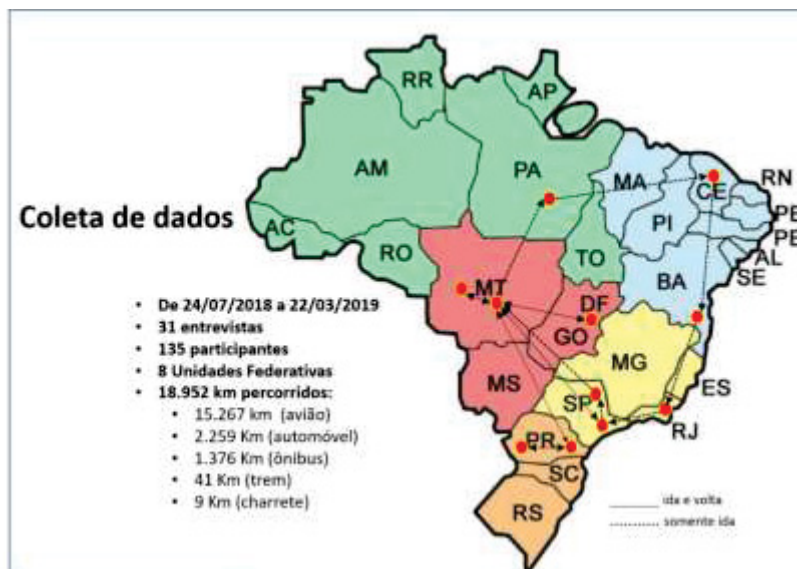 RR
AP
AM
PA
MA
CE
RN
PB
PE
PI
AC
RO
TO
AL
SE
BA
MT
DF
GO
MG
MS
ES
SP
RJ
PR
SC
RS
Coleta de dados
• De 24/07/2018 a 22/03/2019
• 31 entrevistas
• 135 participantes
• 8 Unidades Federativas
• 18.952 km percorridos:
• 15.267 km (avião)
• 2.259 Km (automóvel)
• 1.376 Km (ônibus)
• 41 Km (trem)
• 9 Km (charrete)
ida e volta
somente ida